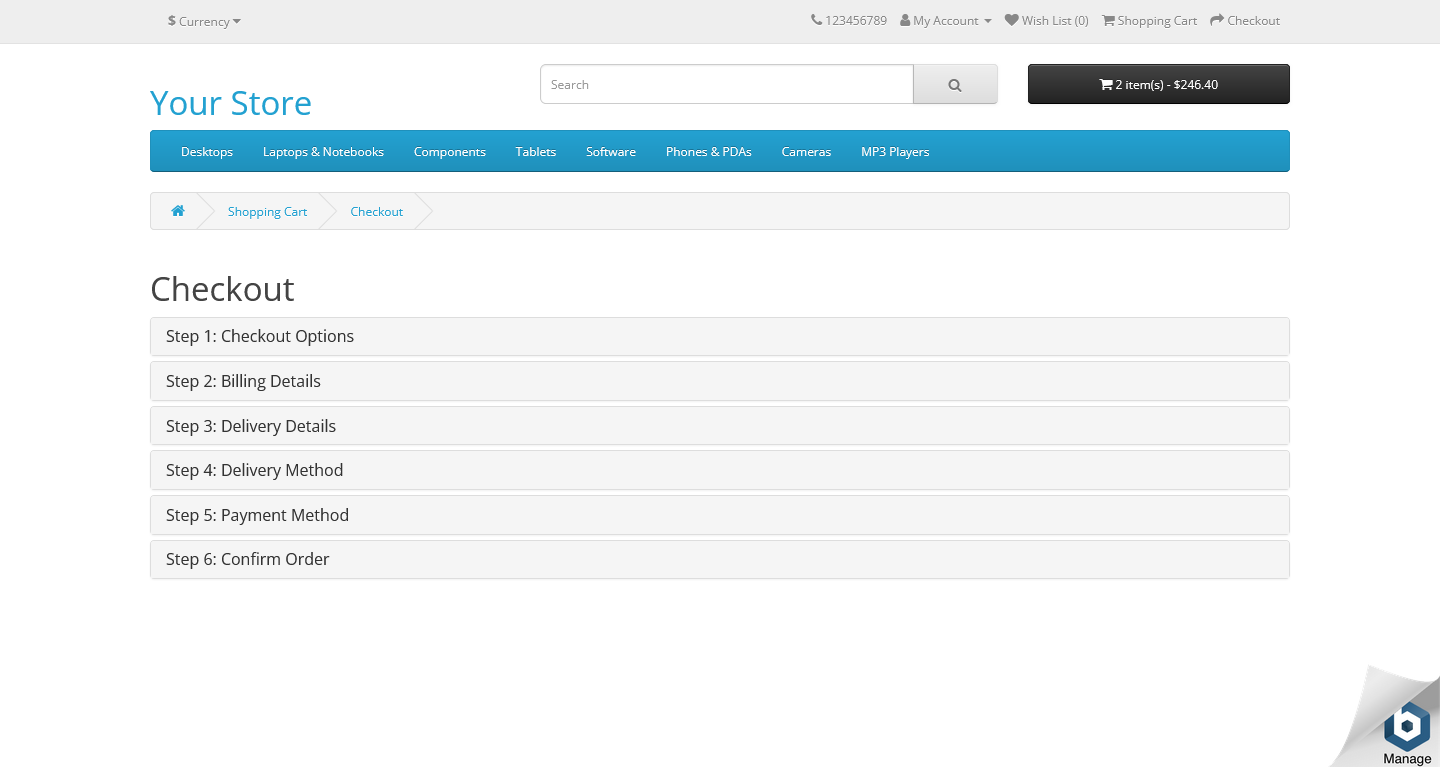 $ Currency
123456789 My Account Wish List (0) Shopping Cart Checkout
Your Store
Search
2 item(s) - $246.40
Desktops Laptops & Notebooks Components Tablets Software Phones & PDAs Cameras MP3 Players
Shopping Cart Checkout
Checkout
Step 1: Checkout Options
Step 2: Billing Details
Step 3: Delivery Details
Step 4: Delivery Method
Step 5: Payment Method
Step 6: Confirm Order
Manage